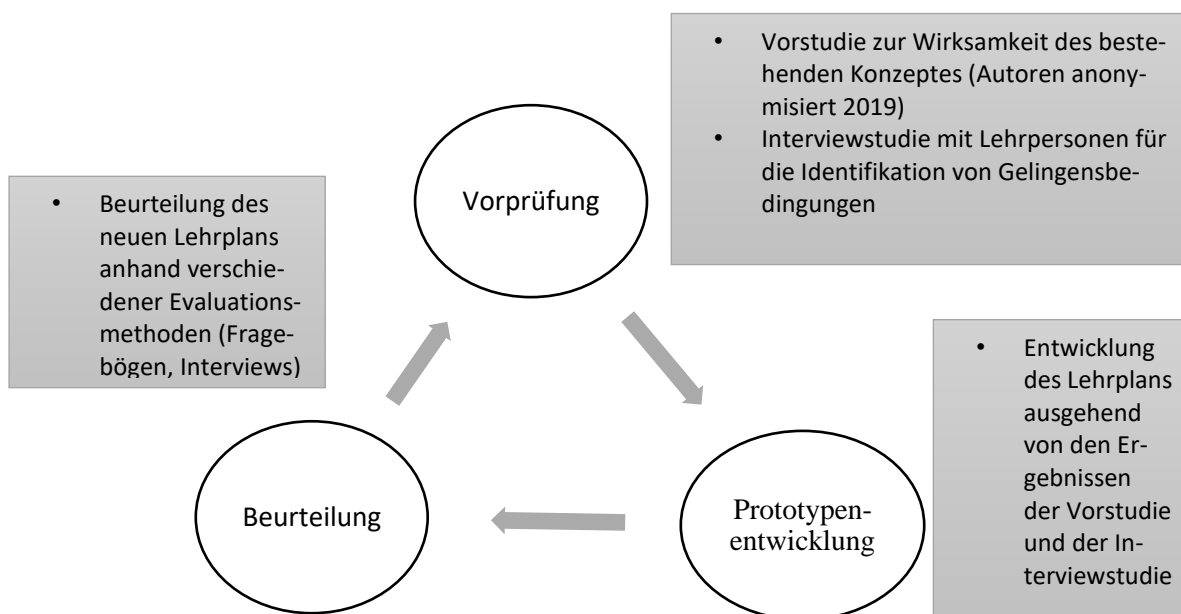 • Vorstudie zur Wirksamkeit des beste-
henden Konzeptes (Autoren anony-
misiert 2019)
• Interviewstudie mit Lehrpersonen für
die Identifikation von Gelingensbe-
dingungen
Vorprüfung
• Beurteilung des
neuen Lehrplans
anhand verschie-
dener Evaluations-
methoden (Frage-
bögen, Interviews)
• Entwicklung
des Lehrplans
ausgehend
von den Er-
gebnissen
der Vorstudie
und der In-
terviewstudie
Beurteilung
Prototypen-
entwicklung